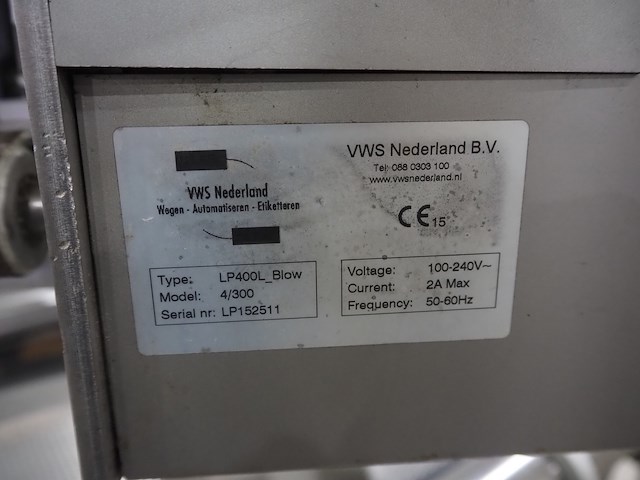 VWS Nederland
Wegen - Automatiseren - Etiketteren
VWS Nederland B.V.
Tel: 088 0303 100
www.vwsnederland.nl
CE 15
Type: LP400L_Blow
Model: 4/300
Serial nr: LP152511
Voltage: 100-240V~
Current: 2A Max
Frequency: 50-60Hz